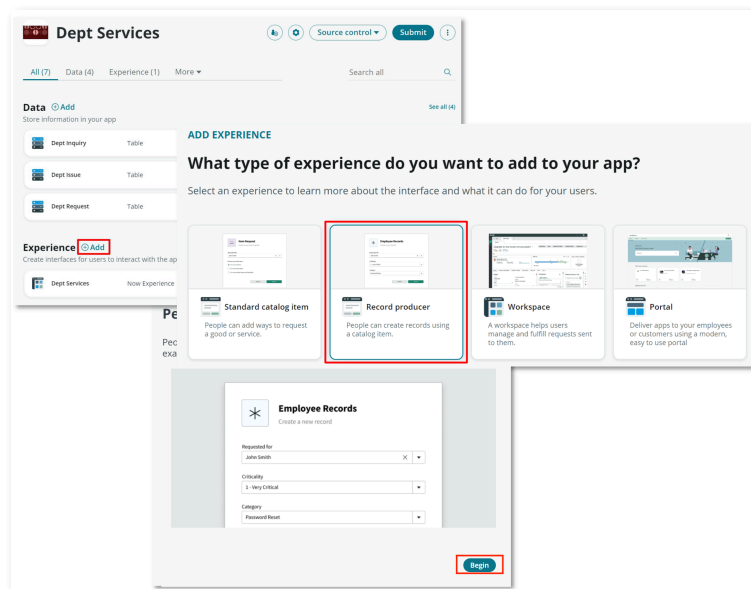 Dept Services
Source control
Submit
All (7)
Data (4)
Experience (1)
More
Search all
Data
Add
See all (4)
Store information in your app
Dept Inquiry
Table
Dept Issue
Table
Dept Request
Table
Experience
Add
Create interfaces for users to interact with the ap
Dept Services
Now Experience
ADD EXPERIENCE
What type of experience do you want to add to your app?
Select an experience to learn more about the interface and what it can do for your users.
Standard catalog item
People can add ways to request
a good or service.
Record producer
People can create records using
a catalog item.
Workspace
A workspace helps users
manage and fulfill requests sent
to them.
Portal
Deliver apps to your employees
or customers using a modern,
easy to use portal
Pe
Peo
exa
Employee Records
Create a new record
Requested for
John Smith
Criticality
1 - Very Critical
Category
Password Reset
Begin